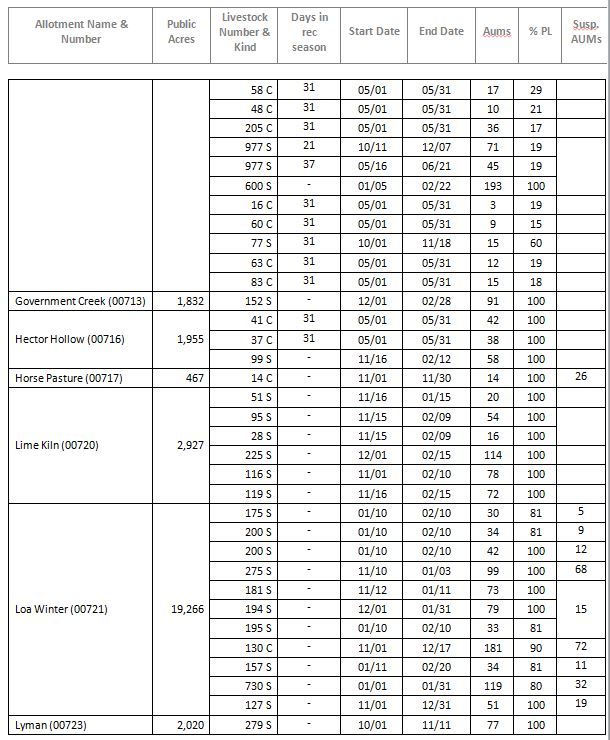 Allotment Name & Number Public Acres Livestock Number & Kind Days in rec season Start Date End Date Aums % PL Susp. AUMs
58 C 31 05/01 05/31 17 29
48 C 31 05/01 05/31 10 21
205 C 31 05/01 05/31 36 17
977 S 21 10/11 12/07 71 19
977 S 37 05/16 06/21 45 19
600 S - 01/05 02/22 193 100
16 C 31 05/01 05/31 3 19
60 C 31 05/01 05/31 9 15
77 S 31 10/01 11/18 15 60
63 C 31 05/01 05/31 12 19
83 C 31 05/01 05/31 15 18
Government Creek (00713) 1,832 152 S - 12/01 02/28 91 100
41 C 31 05/01 05/31 42 100
Hector Hollow (00716) 1,955 37 C 31 05/01 05/31 38 100
99 S - 11/16 02/12 58 100
Horse Pasture (00717) 467 14 C - 11/01 11/30 14 100 26
51 S - 11/16 01/15 20 100
95 S - 11/15 02/09 54 100
28 S - 11/15 02/09 16 100
Lime Kiln (00720) 2,927
225 S - 12/01 02/15 114 100
116 S - 11/01 02/10 78 100
119 S - 11/16 02/15 72 100
175 S - 01/10 02/10 30 81 5
200 S - 01/10 02/10 34 81 9
200 S - 01/10 02/10 42 100 12
275 S - 11/10 01/03 99 100 68
181 S - 11/12 01/11 73 100
Loa Winter (00721) 19,266 194 S - 12/01 01/31 79 100 15
195 S - 01/10 02/10 33 81
130 C - 11/01 12/17 181 90 72
157 S - 01/11 02/20 34 81 11
730 S - 01/01 01/31 119 80 32
127 S - 11/01 12/31 51 100 19
Lyman (00723) 2,020 279 S - 10/01 11/11 77 100